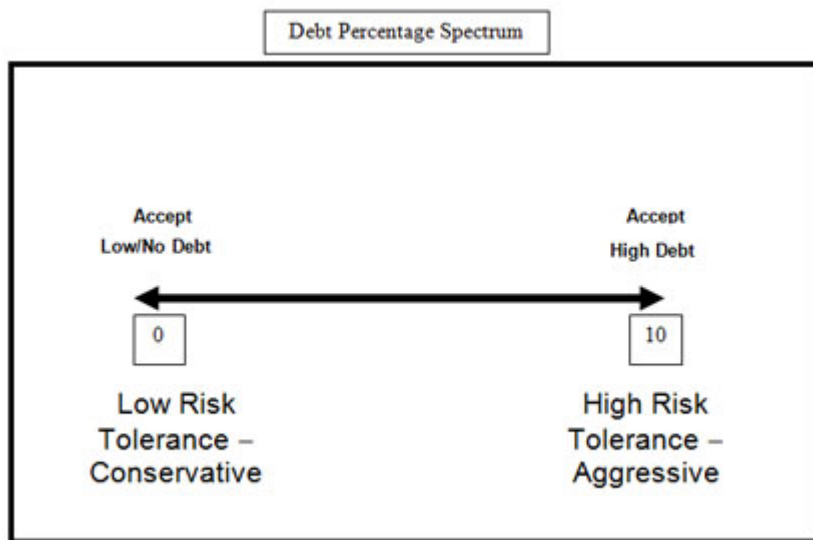 Debt Percentage Spectrum
Accept
Low/No Debt
Accept
High Debt
0
10
Low Risk
Tolerance –
Conservative
High Risk
Tolerance –
Aggressive